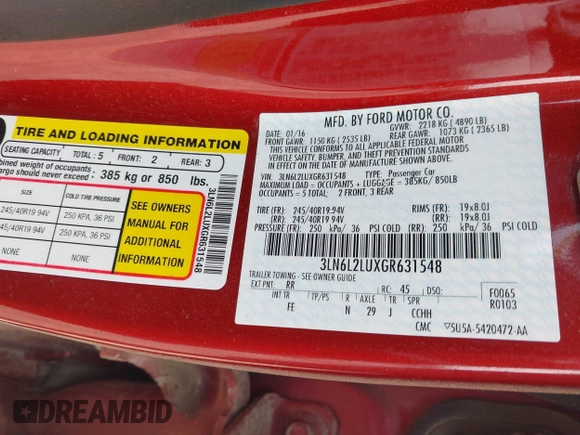 TIRE AND LOADING INFORMATION
SEATING CAPACITY TOTAL: 5 FRONT: 2 REAR: 3
bined weight of occupants
argo should never exceed - 385 kg or 850 lbs.
SIZE COLD TIRE PRESSURE
245/40R19 94V 250 KPA, 36 PSI
245/40R19 94V 250 KPA, 36 PSI
NONE NONE
SEE OWNERS
MANUAL FOR
ADDITIONAL
INFORMATION
3LN6L2LUXGR631548
MFD. BY FORD MOTOR CO.
DATE: 01/16 GVWR: 2218 KG ( 4890 LB)
FRONT GAWR: 1150 KG ( 2535 LB) REAR GAWR: 1073 KG ( 2365 LB)
THIS VEHICLE CONFORMS TO ALL APPLICABLE FEDERAL MOTOR VEHICLE
SAFETY, BUMPER, AND THEFT PREVENTION STANDARDS
IN EFFECT ON THE DATE OF MANUFACTURE SHOWN ABOVE.
VIN: 3LN6L2LUXGR631548 TYPE: Passenger Car
MAXIMUM LOAD = OCCUPANTS + LUGGAGE = 385KG/ 850LB
OCCUPANTS = 5 TOTAL; 2 FRONT, 3 REAR
TIRE (FR): 245/40R19 94V RIMS (FR): 19x8.0J
(RR): 245/40R19 94V (RR): 19x8.0J
PRESSURE (FR): 250 kPa/ 36 PSI COLD (RR): 250 kPa/ 36 PSI COLD
3LN6L2LUXGR631548
TRAILER TOWING - SEE OWNER GUIDE
EXT PNT: RR RC: 45 DSO: F0065
INT TR TP/PS R AXLE TR SPR R0103
FE N 29 J CCHH
CMC 5U5A-5420472-AA
DREAMBID